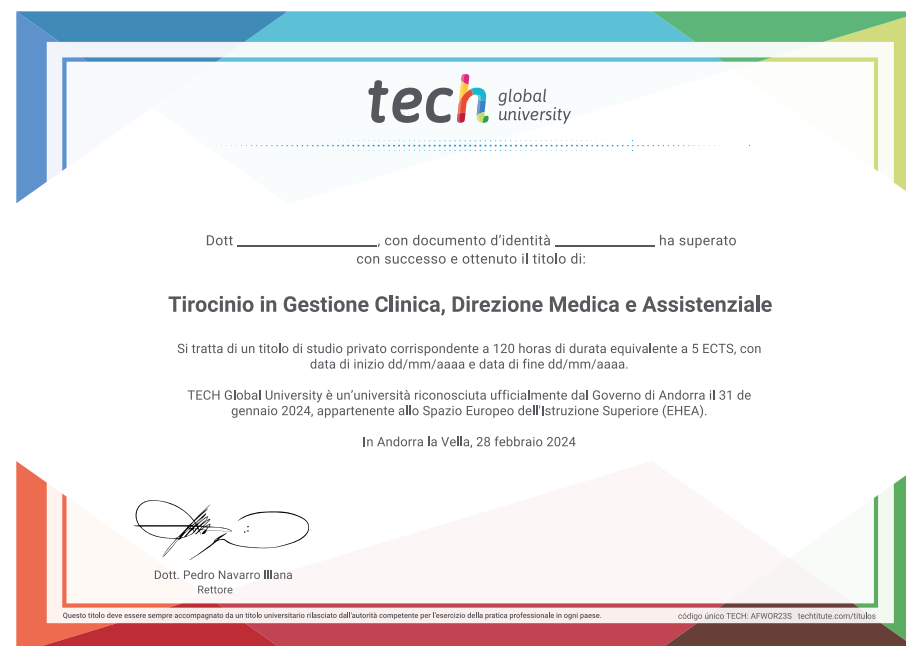 tech global
university
Dott ____________, con documento d'identità ____________ ha superato
con successo e ottenuto il titolo di:
Tirocinio in Gestione Clinica, Direzione Medica e Assistenziale
Si tratta di un titolo di studio privato corrispondente a 120 horas di durata equivalente a 5 ECTS, con
data di inizio dd/mm/aaaa e data di fine dd/mm/aaaa.
TECH Global University è un'università riconosciuta ufficialmente dal Governo di Andorra il 31 de
gennaio 2024, appartenente allo Spazio Europeo dell'Istruzione Superiore (EHEA).
In Andorra la Vella, 28 febbraio 2024
Dott. Pedro Navarro Illana
Rettore
Questo titolo deve essere sempre accompagnato da un titolo universitario rilasciato dall'autorità competente per l'esercizio della pratica professionale in ogni paese.
código único TECH: AFWOR23S techtitute.com/titulos